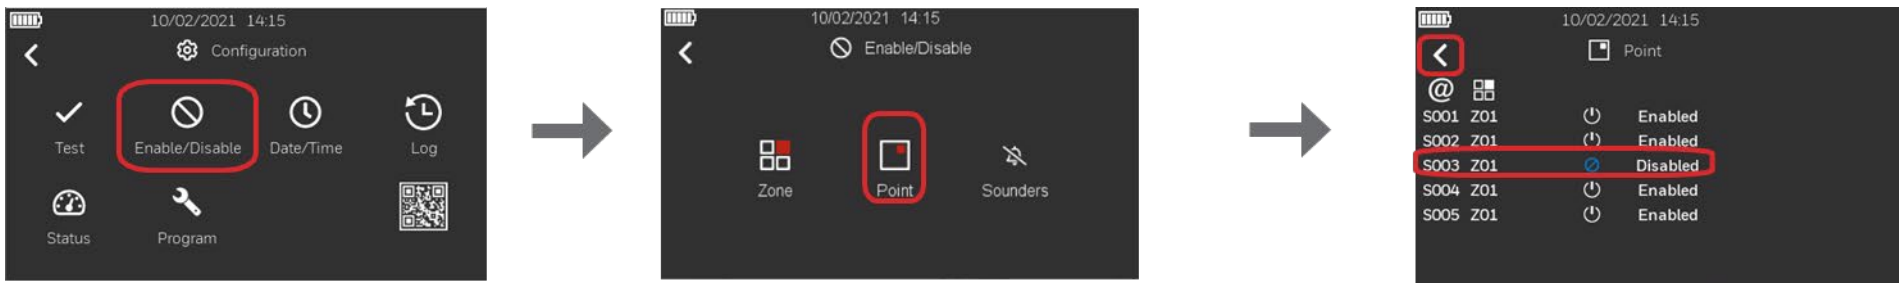 10/02/2021 14:15
Configuration
Test
Enable/Disable
Date/Time
Log
Status
Program
10/02/2021 14:15
Enable/Disable
Zone
Point
Sounders
10/02/2021 14:15
Point
@
S001 Z01 Enabled
S002 Z01 Enabled
S003 Z01 Disabled
S004 Z01 Enabled
S005 Z01 Enabled